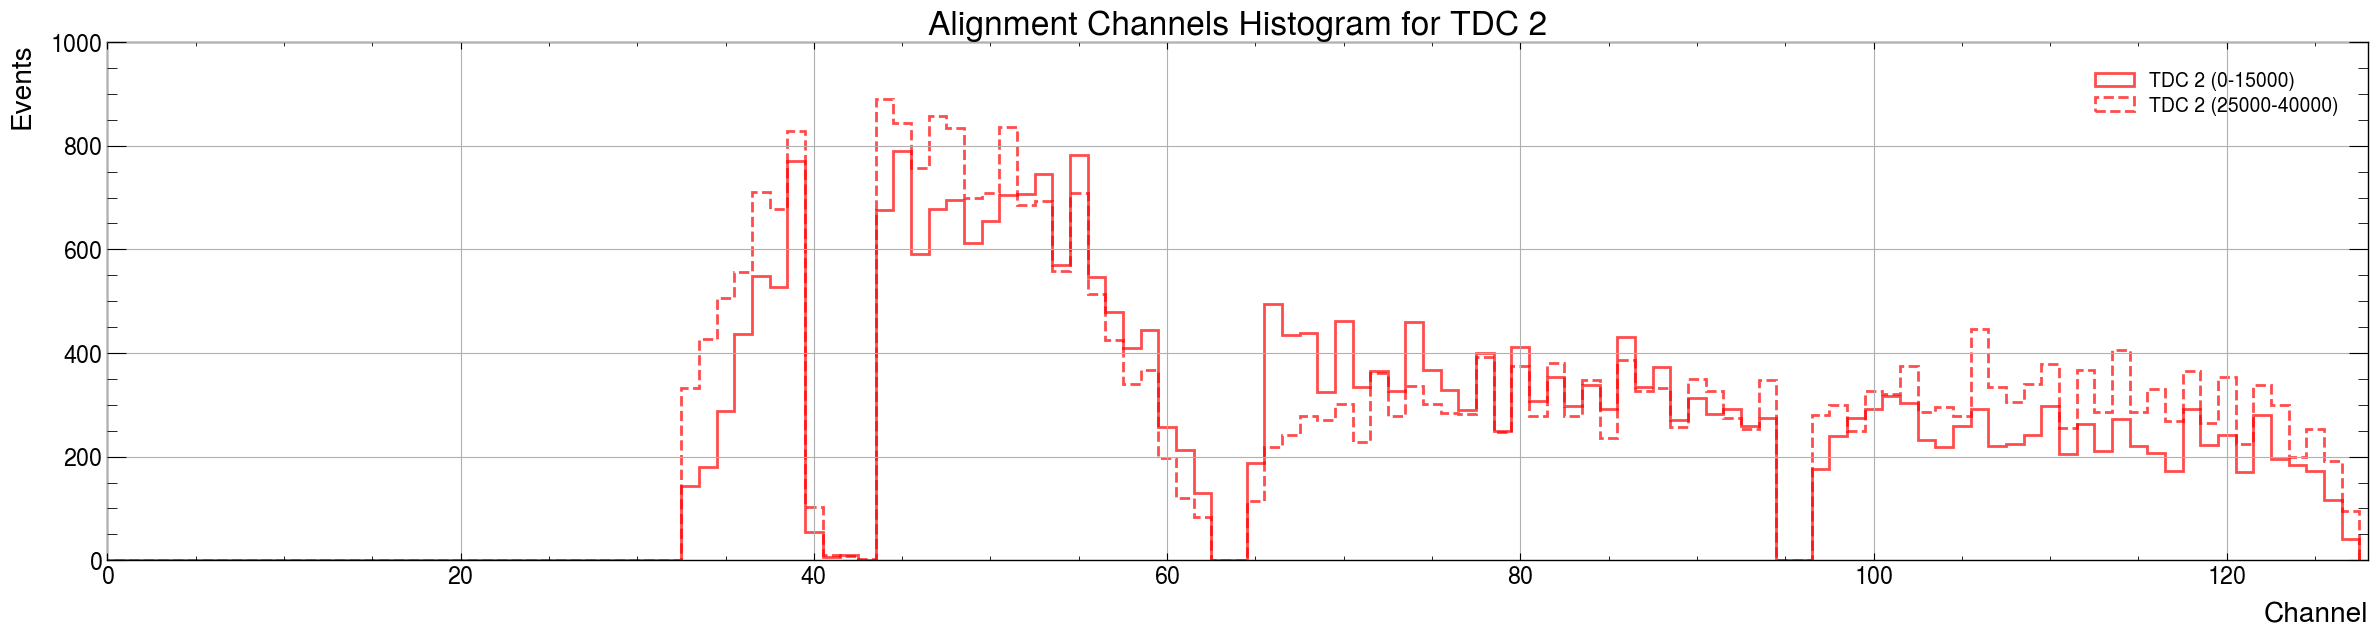 Alignment Channels Histogram for TDC 2
Events
1000
800
600
400
200
0
TDC 2 (0-15000)
TDC 2 (25000-40000)
0 20 40 60 80 100 120
Channel